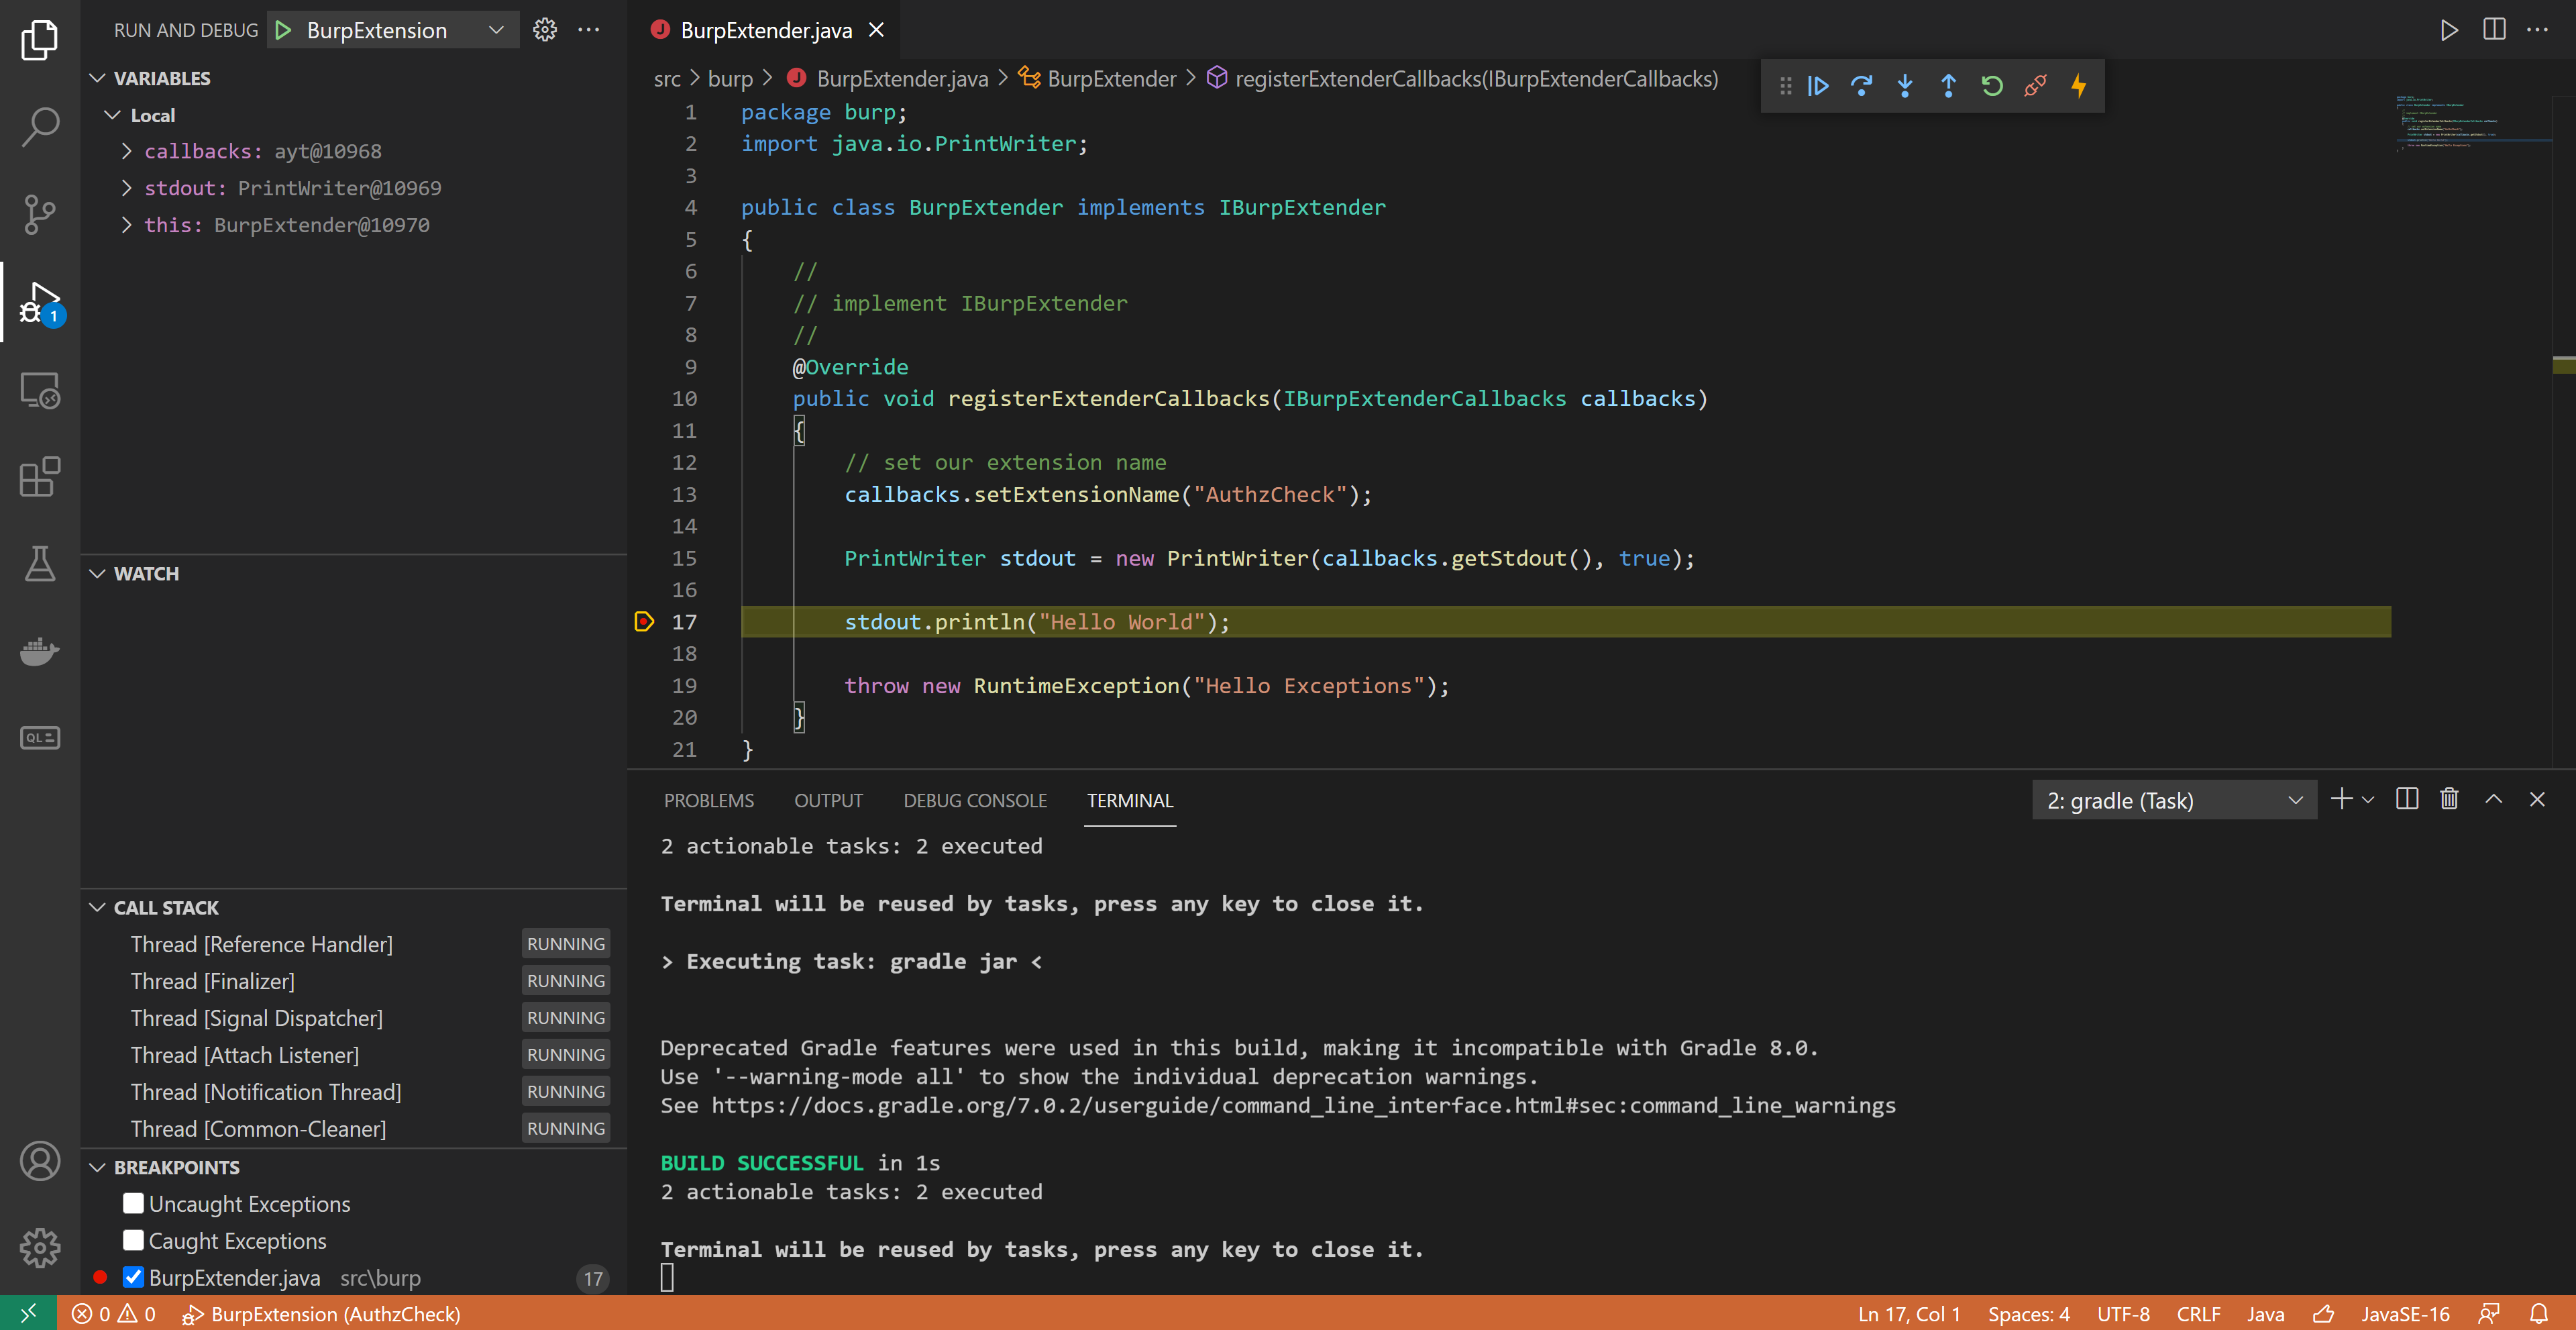 RUN AND DEBUG BurpExtension
VARIABLES
Local
callbacks: ayt@10968
stdout: PrintWriter@10969
this: BurpExtender@10970
1
WATCH
QL
CALL STACK
Thread [Reference Handler] RUNNING
Thread [Finalizer] RUNNING
Thread [Signal Dispatcher] RUNNING
Thread [Attach Listener] RUNNING
Thread [Notification Thread] RUNNING
Thread [Common-Cleaner] RUNNING
BREAKPOINTS
Uncaught Exceptions
Caught Exceptions
BurpExtender.java src\burp 17
J BurpExtender.java
src > burp > J BurpExtender.java > BurpExtender > registerExtenderCallbacks(IBurpExtenderCallbacks)
1 package burp;
2 import java.io.PrintWriter;
3
4 public class BurpExtender implements IBurpExtender
5 {
6 //
7 // implement IBurpExtender
8 //
9 @Override
10 public void registerExtenderCallbacks(IBurpExtenderCallbacks callbacks)
11 {
12 // set our extension name
13 callbacks.setExtensionName("AuthzCheck");
14
15 PrintWriter stdout = new PrintWriter(callbacks.getStdout(), true);
16
17 stdout.println("Hello World");
18
19 throw new RuntimeException("Hello Exceptions");
20 }
21 }
PROBLEMS OUTPUT DEBUG CONSOLE TERMINAL 2: gradle (Task)
2 actionable tasks: 2 executed
Terminal will be reused by tasks, press any key to close it.
> Executing task: gradle jar <
Deprecated Gradle features were used in this build, making it incompatible with Gradle 8.0.
Use '--warning-mode all' to show the individual deprecation warnings.
See https://docs.gradle.org/7.0.2/userguide/command_line_interface.html#sec:command_line_warnings
BUILD SUCCESSFUL in 1s
2 actionable tasks: 2 executed
Terminal will be reused by tasks, press any key to close it.
0 0 BurpExtension (AuthzCheck) Ln 17, Col 1 Spaces: 4 UTF-8 CRLF Java JavaSE-16